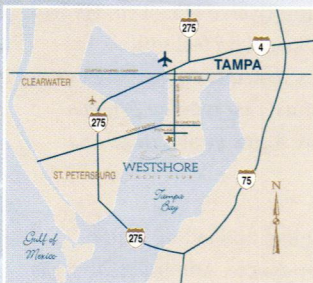 275
4
TAMPA
CLEARWATER
275
WESTSHORE
YACHT CLUB
ST. PETERSBURG
75
Tampa
Bay
N
Gulf of
Mexico
275